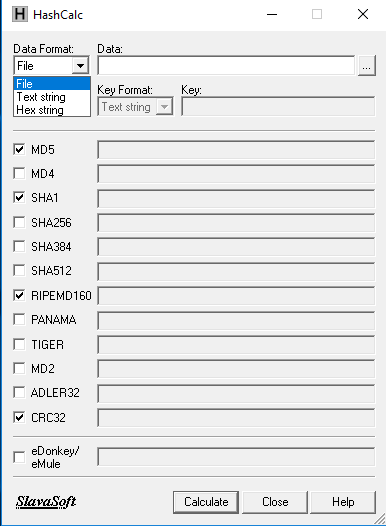 H HashCalc
Data Format: Data:
File ...
File
Text string
Hex string
Key Format: Key:
Text string
MD5
MD4
SHA1
SHA256
SHA384
SHA512
RIPEMD160
PANAMA
TIGER
MD2
ADLER32
CRC32
eDonkey/
eMule
SlavaSoft Calculate Close Help